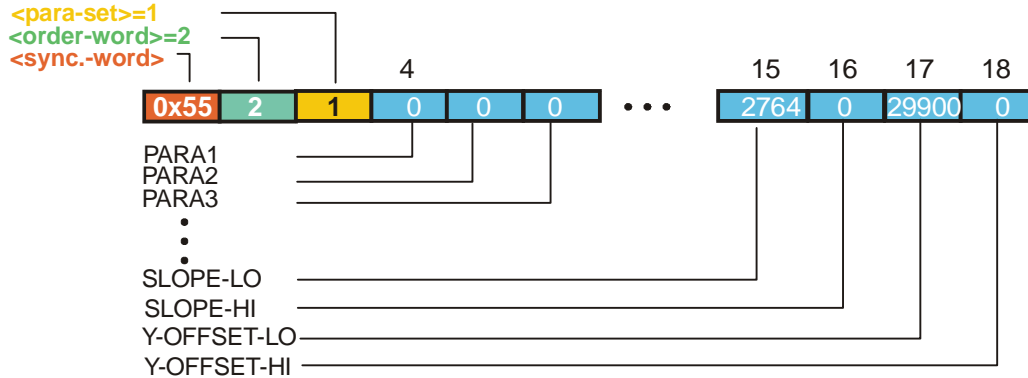 <para-set>=1
<order-word>=2
<sync.-word>
4 15 16 17 18
0x55 2 1 0 0 0 ••• 2764 0 29900 0
PARA1
PARA2
PARA3
SLOPE-LO
SLOPE-HI
Y-OFFSET-LO
Y-OFFSET-HI